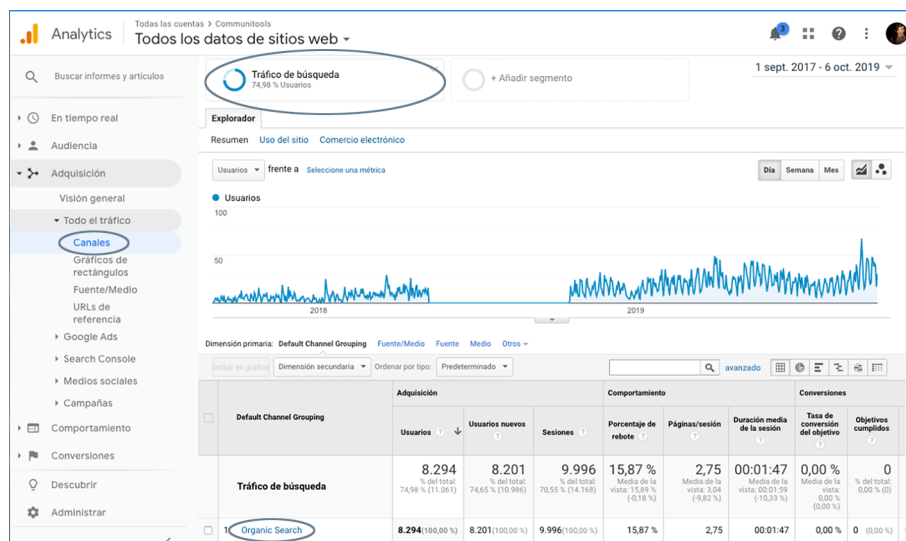 Analytics
Todas las cuentas > Communitools
Todos los datos de sitios web
3
Buscar informes y artículos
En tiempo real
Audiencia
Adquisición
Visión general
Todo el tráfico
Canales
Gráficos de
rectángulos
Fuente/Medio
URLs de
referencia
Google Ads
Search Console
Medios sociales
Campañas
Comportamiento
Conversiones
Descubrir
Administrar
Tráfico de búsqueda
74,98 % Usuarios
+ Añadir segmento
1 sept. 2017 - 6 oct. 2019
Explorador
Resumen Uso del sitio Comercio electrónico
Usuarios frente a Seleccione una métrica
Día Semana Mes
Usuarios
100
50
2018 2019
Dimensión primaria: Default Channel Grouping Fuente/Medio Fuente Medio Otros
Incluir en gráfico Dimensión secundaria Ordenar por tipo: Predeterminado avanzado
Default Channel Grouping
Adquisición Comportamiento Conversiones
Usuarios ?
Usuarios nuevos
?
Sesiones ?
Porcentaje de
rebote ?
Páginas/sesión
?
Duración media
de la sesión
?
Tasa de
conversión
del objetivo
?
Objetivos
cumplidos
?
Tráfico de búsqueda
8.294
% del total:
74,98 % (11.061)
8.201
% del total:
74,65 % (10.986)
9.996
% del total:
70,55 % (14.168)
15,87 %
Media de la
vista: 15,89 %
(-0,18 %)
2,75
Media de la
vista: 3,04
(-9,82 %)
00:01:47
Media de la
vista: 00:01:59
(-10,33 %)
0,00 %
Media de la
vista:
0,00 %
(0,00 %)
0
% del total:
0,00 % (0)
1 Organic Search 8.294(100,00 %) 8.201(100,00 %) 9.996(100,00 %) 15,87 % 2,75 00:01:47 0,00 % 0 (0,00 %)